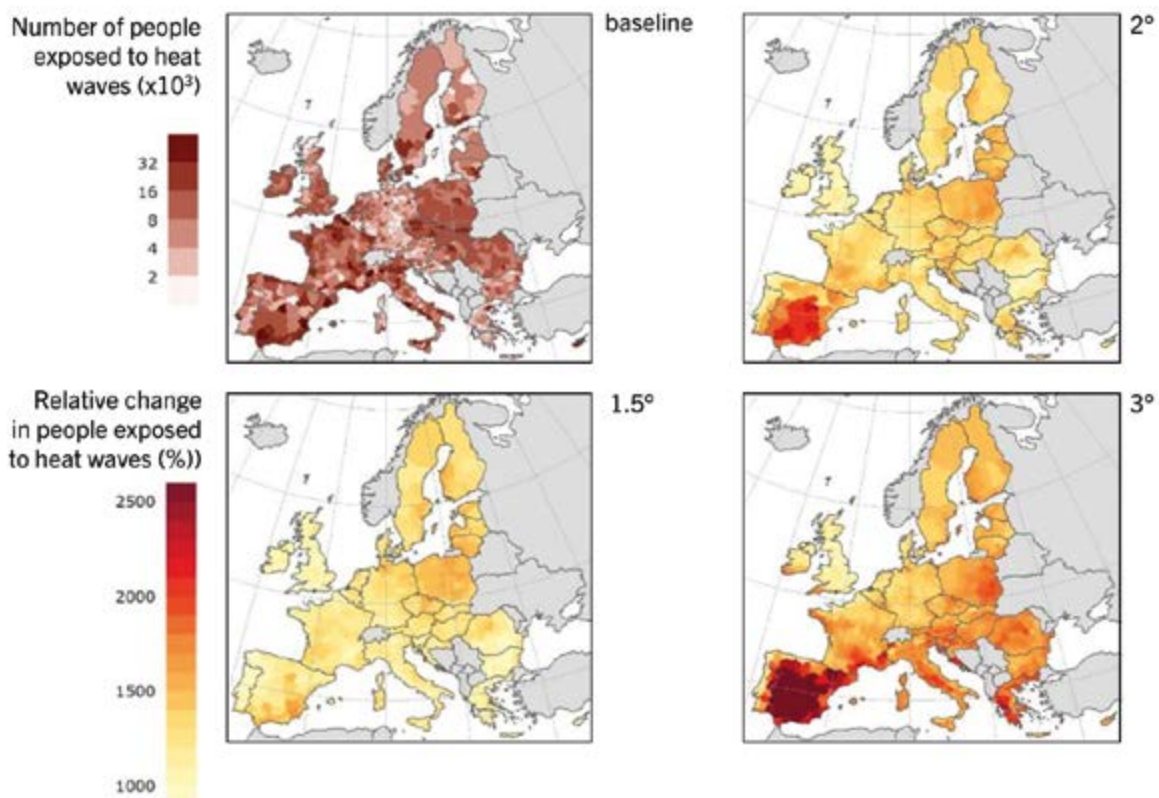 Number of people
exposed to heat
waves (x10³)
32
16
8
4
2
baseline
2°
Relative change
in people exposed
to heat waves (%))
2500
2000
1500
1000
1.5°
3°